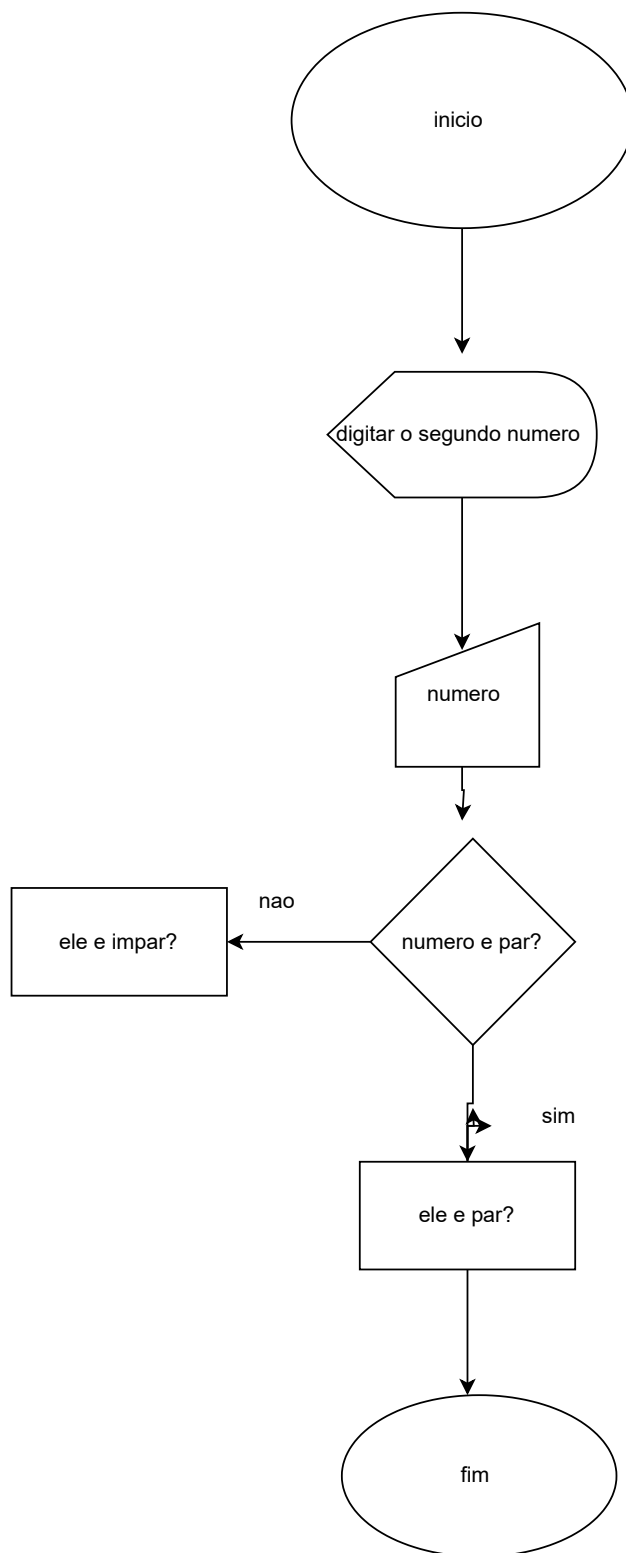 inicio
digitar o segundo numero
numero
nao
ele e impar?
numero e par?
sim
ele e par?
fim